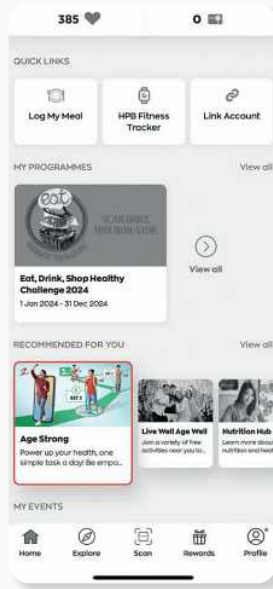 385
0
QUICK LINKS
Log My Meal
HPB Fitness
Tracker
Link Account
MY PROGRAMMES
View all
eat
Eat, Drink, Shop Healthy
Challenge 2024
1 Jan 2024 - 31 Dec 2024
View all
RECOMMENDED FOR YOU
View all
Age Strong
Power up your health, one
simple task a day! Be empo...
Live Well Age Well
Join a variety of free
activities near you to...
Nutrition Hub
Learn more about
nutrition and heal
MY EVENTS
Home
Explore
Scan
Rewards
Profile